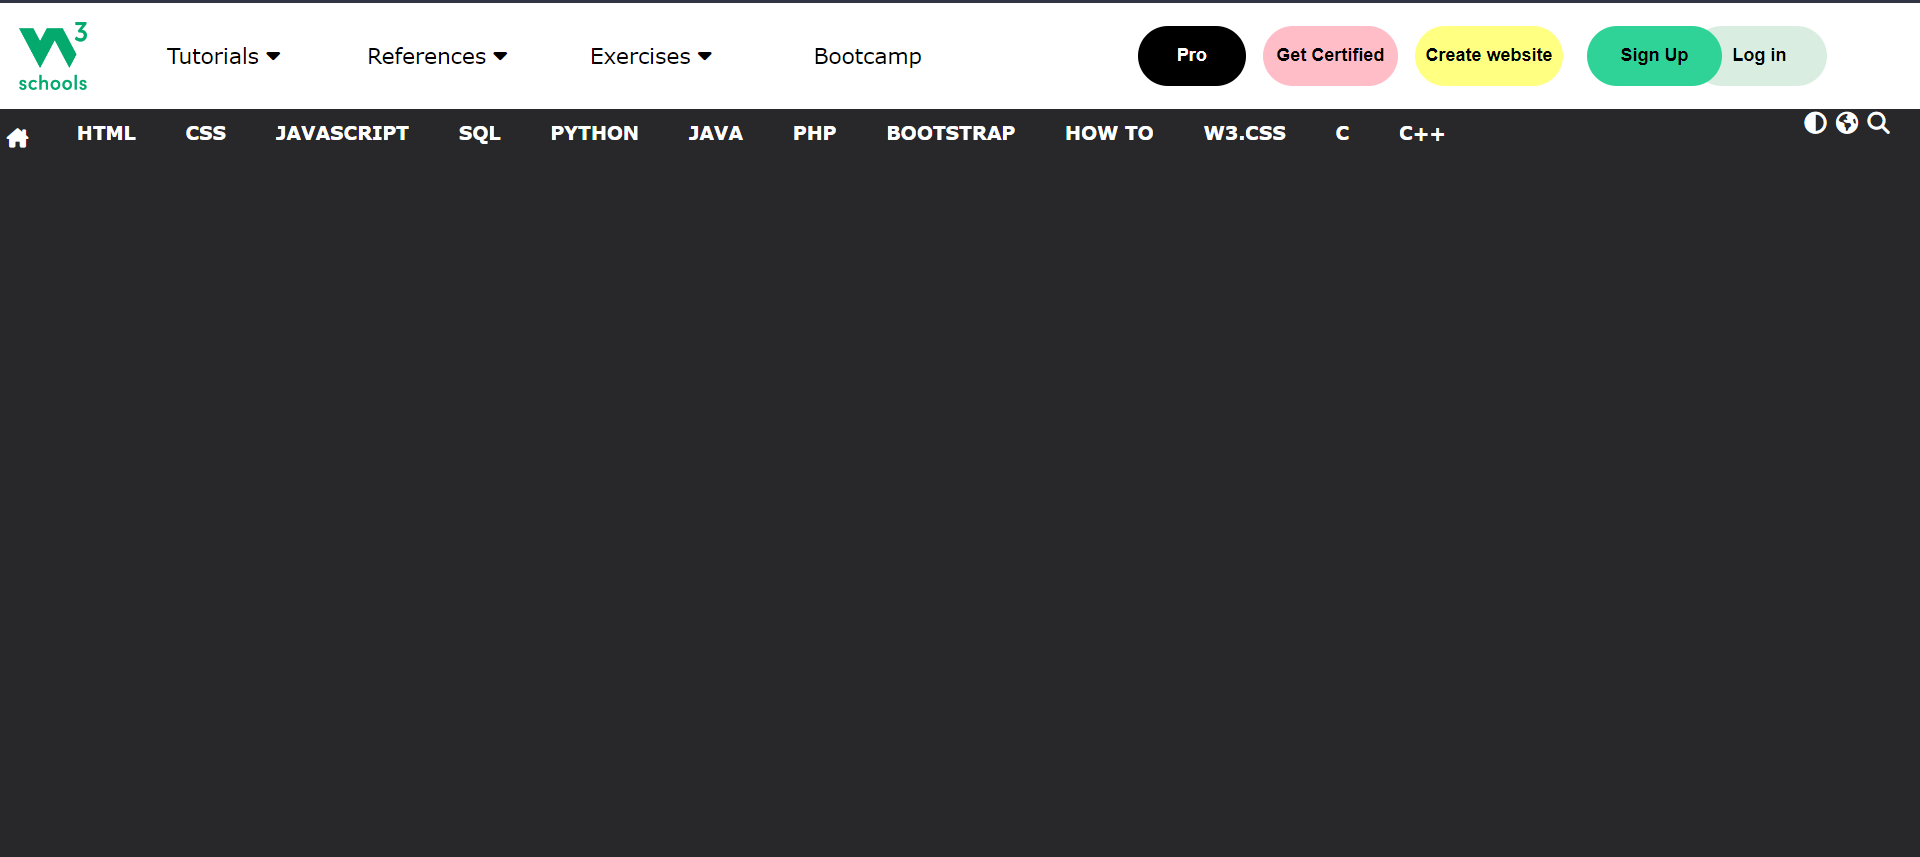 W3 schools Tutorials References Exercises Bootcamp Pro Get Certified Create website Sign Up Log in
HTML CSS JAVASCRIPT SQL PYTHON JAVA PHP BOOTSTRAP HOW TO W3.CSS C C++